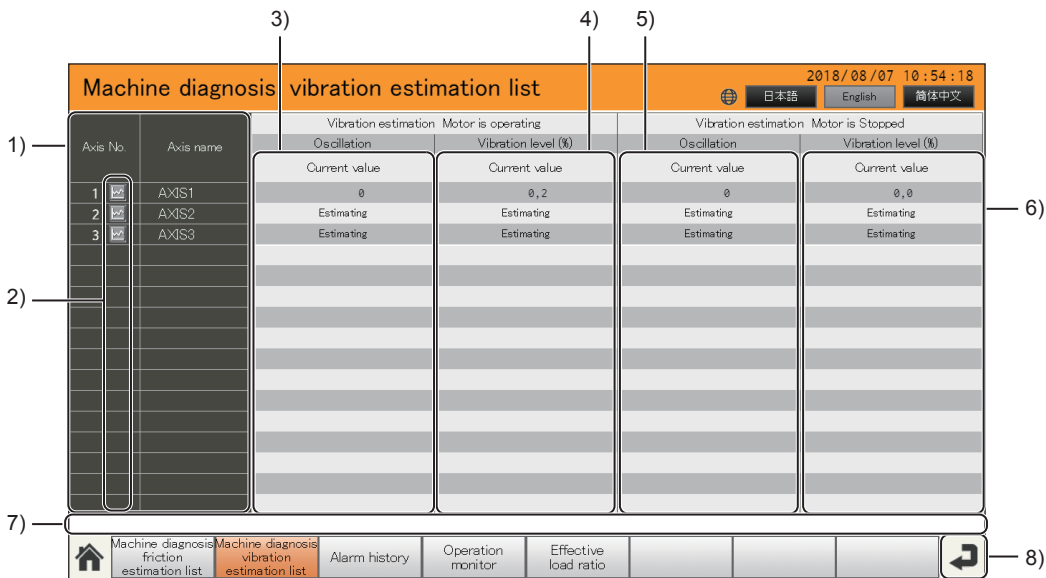 3)
4)
5)
Machine diagnosis vibration estimation list
2018/08/07 10:54:18
日本語
English
简体中文
1)
Axis No.
Axis name
Vibration estimation Motor is operating
Vibration estimation Motor is Stopped
Oscillation
Vibration level (%)
Oscillation
Vibration level (%)
Current value
Current value
Current value
Current value
1 AXIS1 0 0,2 0 0,0
2 AXIS2 Estimating Estimating Estimating Estimating
3 AXIS3 Estimating Estimating Estimating Estimating
6)
2)
7)
Machine diagnosis
friction
estimation list
Machine diagnosis
vibration
estimation list
Alarm history
Operation
monitor
Effective
load ratio
8)